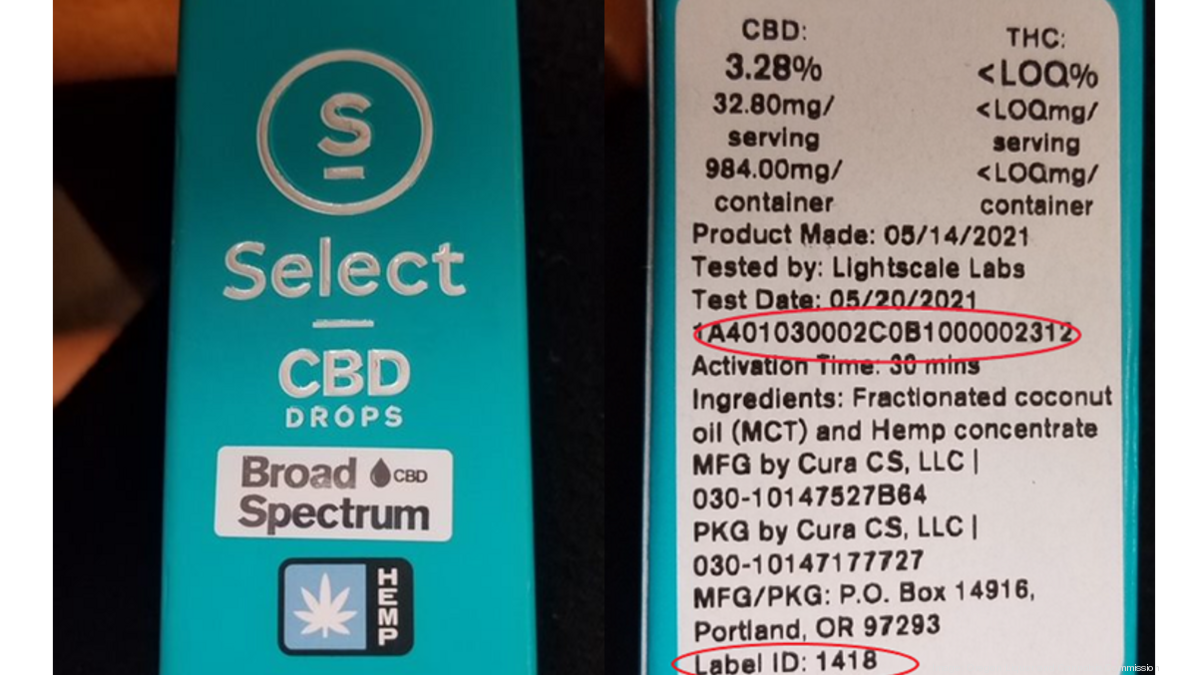 S
Select
CBD
DROPS
Broad CBD
Spectrum
HEMP
CBD: THC:
3.28% <LOQ%
32.80mg/ <LOQmg/
serving serving
984.00mg/ <LOQmg/
container container
Product Made: 05/14/2021
Tested by: Lightscale Labs
Test Date: 05/20/2021
1A401030002C0B1000002312
Activation Time: 30 mins
Ingredients: Fractionated coconut
oil (MCT) and Hemp concentrate
MFG by Cura CS, LLC |
030-10147527B64
PKG by Cura CS, LLC |
030-10147177727
MFG/PKG: P.O. Box 14916,
Portland, OR 97293
Label ID: 1418